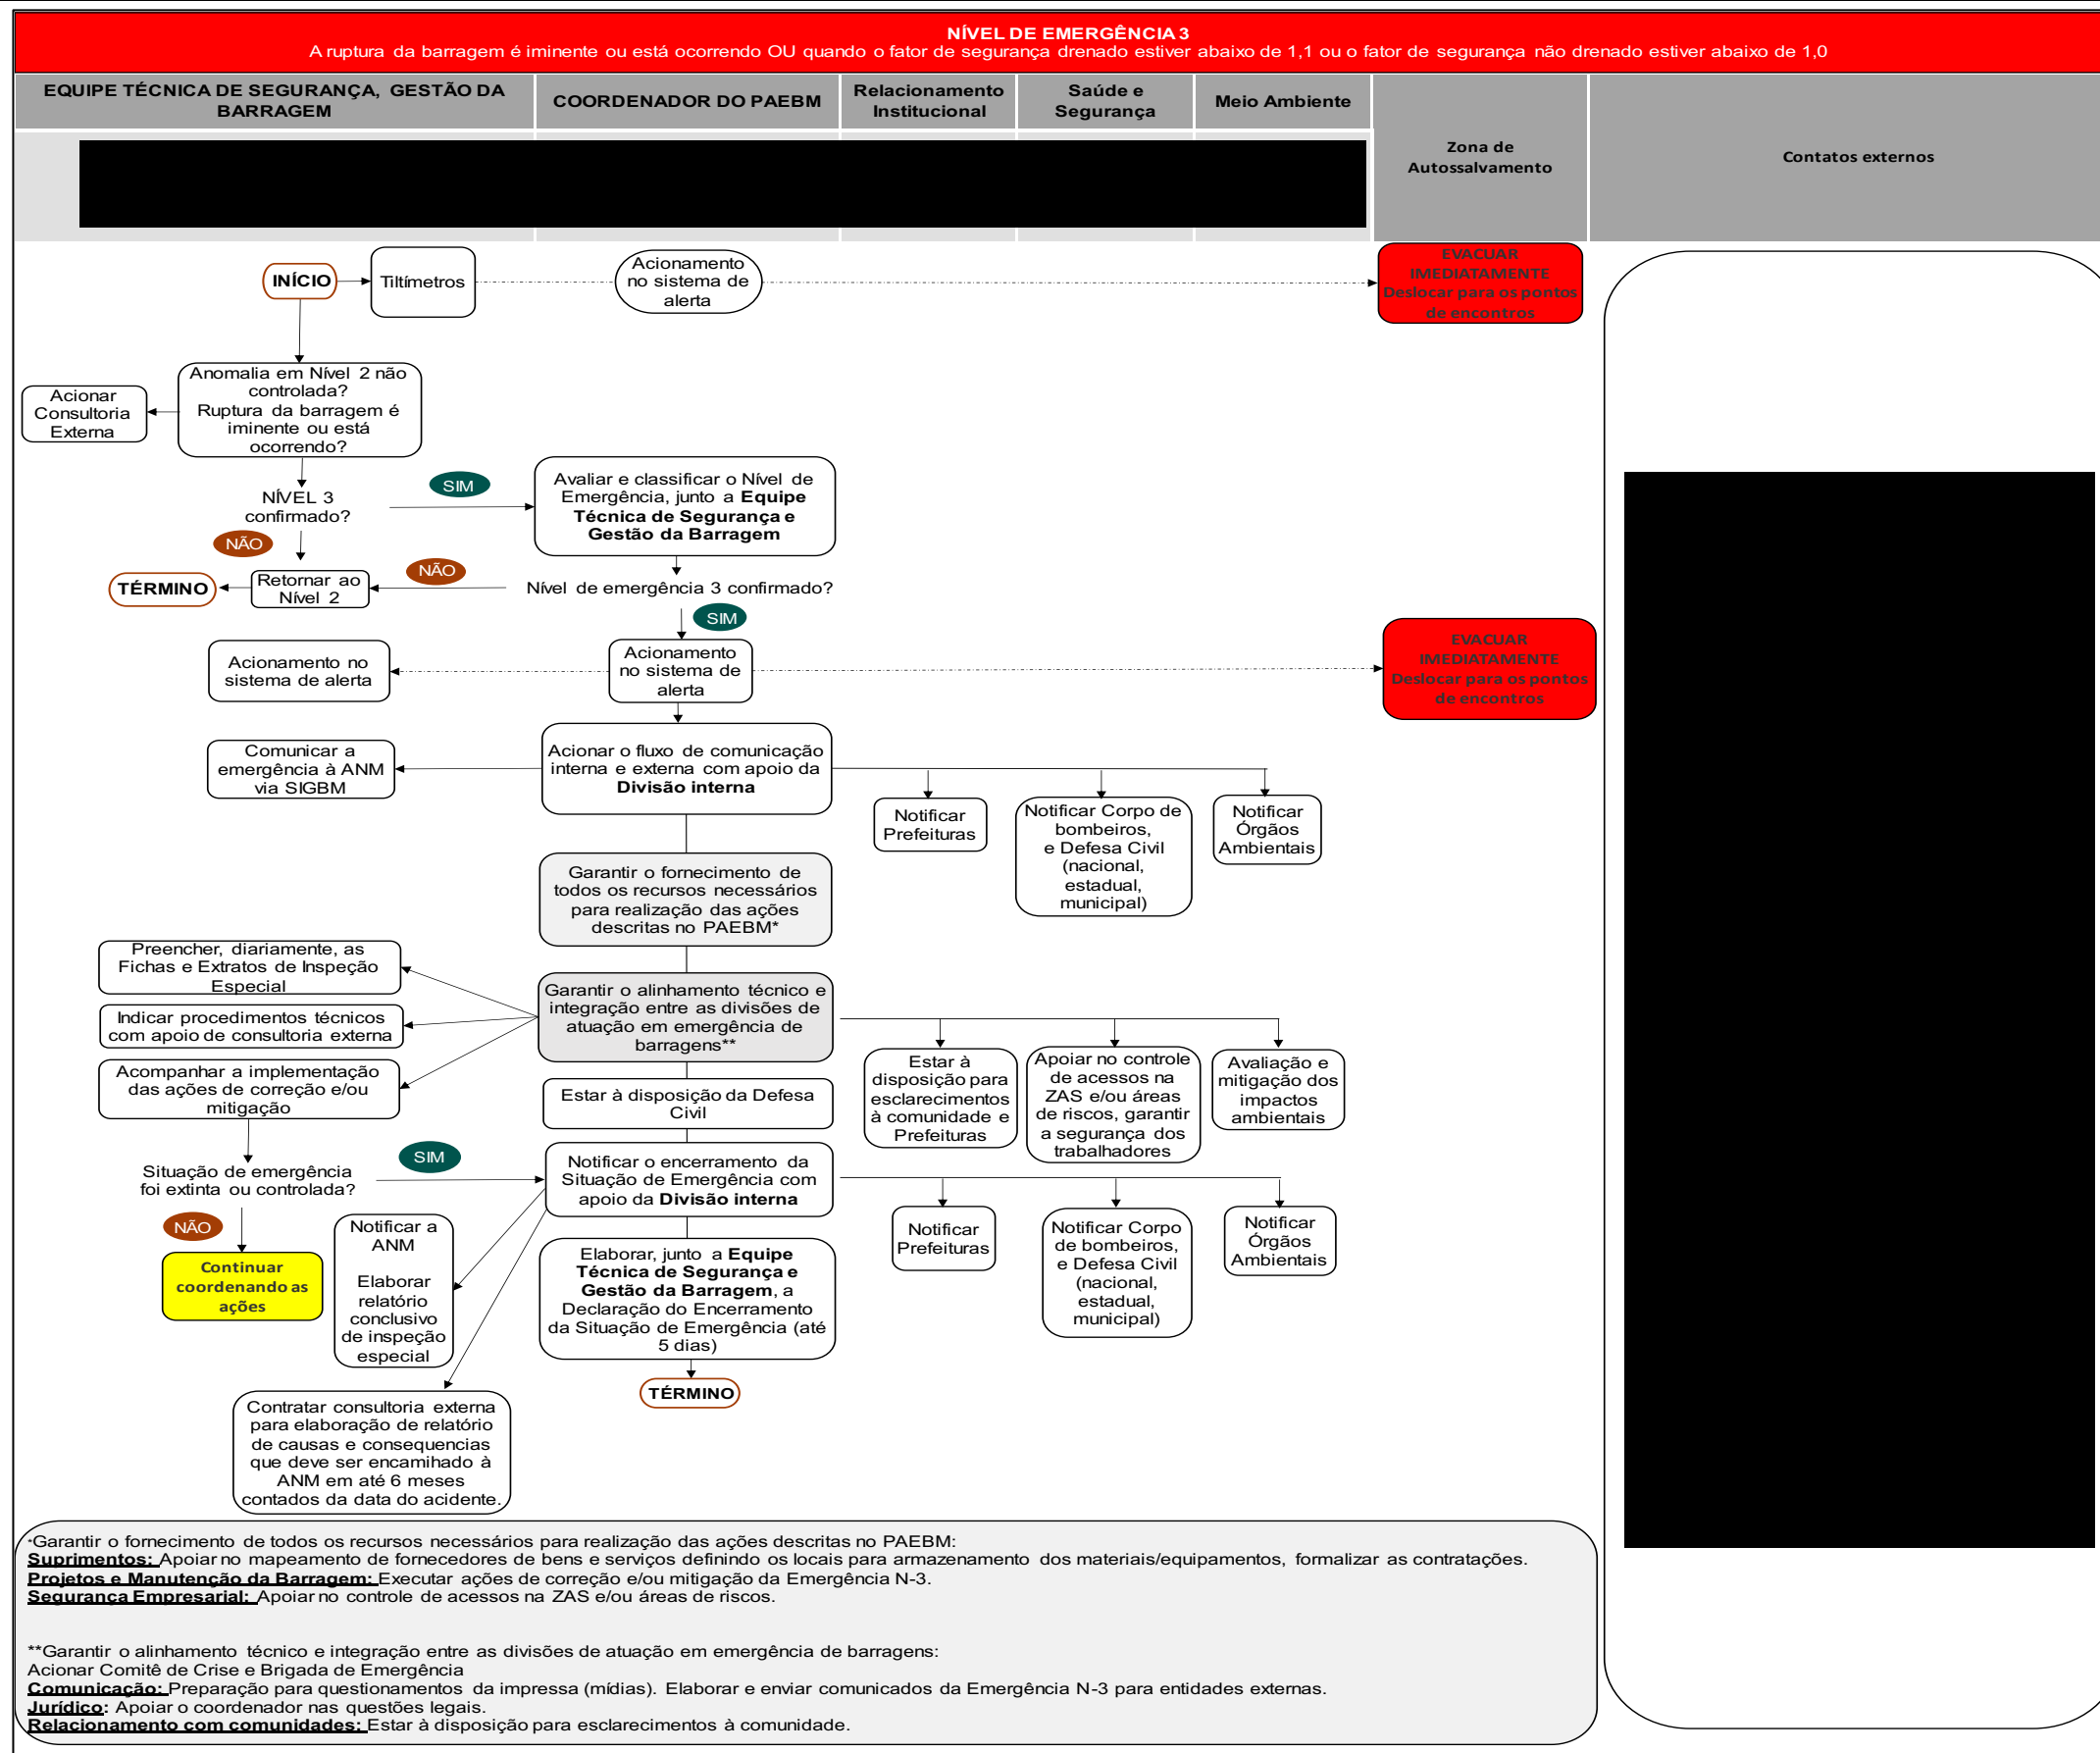 NÍVEL DE EMERGÊNCIA 3
A ruptura da barragem é iminente ou está ocorrendo OU quando o fator de segurança drenado estiver abaixo de 1,1 ou o fator de segurança não drenado estiver abaixo de 1,0
EQUIPE TÉCNICA DE SEGURANÇA, GESTÃO DA
BARRAGEM
COORDENADOR DO PAEBM
Relacionamento
Institucional
Saúde e
Segurança
Meio Ambiente
Zona de
Autossalvamento
Contatos externos
INÍCIO
Tiltímetros
Acionamento
no sistema de
alerta
EVACUAR
IMEDIATAMENTE
Deslocar para os pontos
de encontros
Anomalia em Nível 2 não
controlada?
Ruptura da barragem é
iminente ou está
ocorrendo?
Acionar
Consultoria
Externa
NÍVEL 3
confirmado?
SIM
Avaliar e classificar o Nível de
Emergência, junto a Equipe
Técnica de Segurança e
Gestão da Barragem
NÃO
TÉRMINO
Retornar ao
Nível 2
NÃO
Nível de emergência 3 confirmado?
SIM
Acionamento no
sistema de alerta
Acionamento
no sistema de
alerta
EVACUAR
IMEDIATAMENTE
Deslocar para os pontos
de encontros
Comunicar a
emergência à ANM
via SIGBM
Acionar o fluxo de comunicação
interna e externa com apoio da
Divisão interna
Notificar
Prefeituras
Notificar Corpo de
bombeiros,
e Defesa Civil
(nacional,
estadual,
municipal)
Notificar
Órgãos
Ambientais
Garantir o fornecimento de
todos os recursos necessários
para realização das ações
descritas no PAEBM*
Preencher, diariamente, as
Fichas e Extratos de Inspeção
Especial
Indicar procedimentos técnicos
com apoio de consultoria externa
Acompanhar a implementação
das ações de correção e/ou
mitigação
Garantir o alinhamento técnico e
integração entre as divisões de
atuação em emergência de
barragens**
Estar à
disposição para
esclarecimentos
à comunidade e
Prefeituras
Apoiar no controle
de acessos na
ZAS e/ou áreas
de riscos, garantir
a segurança dos
trabalhadores
Avaliação e
mitigação dos
impactos
ambientais
Estar à disposição da Defesa
Civil
Situação de emergência
foi extinta ou controlada?
SIM
Notificar o encerramento da
Situação de Emergência com
apoio da Divisão interna
NÃO
Continuar
coordenando as
ações
Notificar a
ANM
Elaborar
relatório
conclusivo
de inspeção
especial
Elaborar, junto a Equipe
Técnica de Segurança e
Gestão da Barragem, a
Declaração do Encerramento
da Situação de Emergência (até
5 dias)
Notificar
Prefeituras
Notificar Corpo
de bombeiros,
e Defesa Civil
(nacional,
estadual,
municipal)
Notificar
Órgãos
Ambientais
TÉRMINO
Contratar consultoria externa
para elaboração de relatório
de causas e consequencias
que deve ser encamihado à
ANM em até 6 meses
contados da data do acidente.
*Garantir o fornecimento de todos os recursos necessários para realização das ações descritas no PAEBM:
Suprimentos: Apoiar no mapeamento de fornecedores de bens e serviços definindo os locais para armazenamento dos materiais/equipamentos, formalizar as contratações.
Projetos e Manutenção da Barragem: Executar ações de correção e/ou mitigação da Emergência N-3.
Segurança Empresarial: Apoiar no controle de acessos na ZAS e/ou áreas de riscos.
**Garantir o alinhamento técnico e integração entre as divisões de atuação em emergência de barragens:
Acionar Comitê de Crise e Brigada de Emergência
Comunicação: Preparação para questionamentos da impressa (mídias). Elaborar e enviar comunicados da Emergência N-3 para entidades externas.
Jurídico: Apoiar o coordenador nas questões legais.
Relacionamento com comunidades: Estar à disposição para esclarecimentos à comunidade.